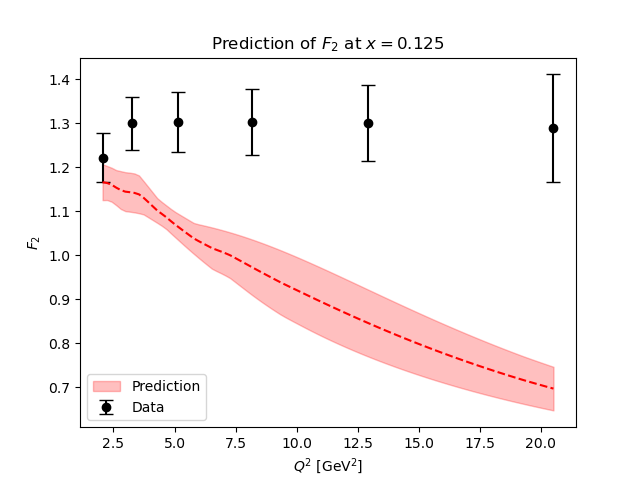 Prediction of $F_2$ at $x = 0.125$
$F_2$
1.4
1.3
1.2
1.1
1.0
0.9
0.8
0.7
Prediction
Data
2.5 5.0 7.5 10.0 12.5 15.0 17.5 20.0
$Q^2$ [GeV$^2$]